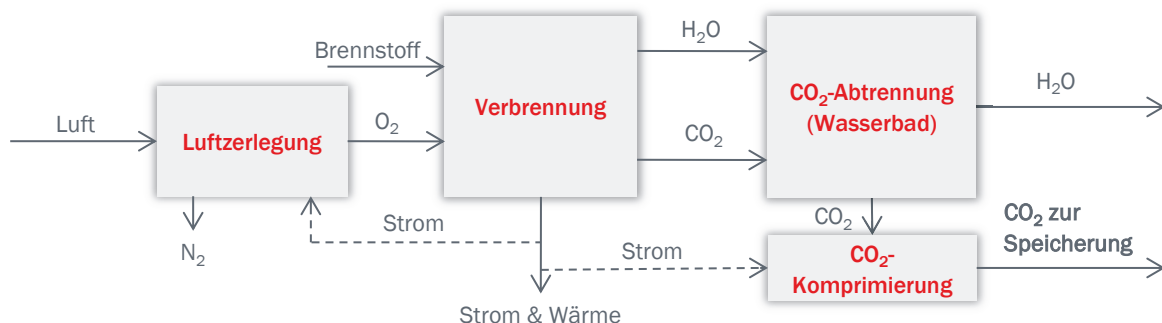 Luft
Luftzerlegung
N₂
O₂
Brennstoff
Verbrennung
Strom
Strom
Strom & Wärme
H₂O
CO₂
CO₂-Abtrennung
(Wasserbad)
H₂O
CO₂
CO₂-
Komprimierung
CO₂ zur
Speicherung